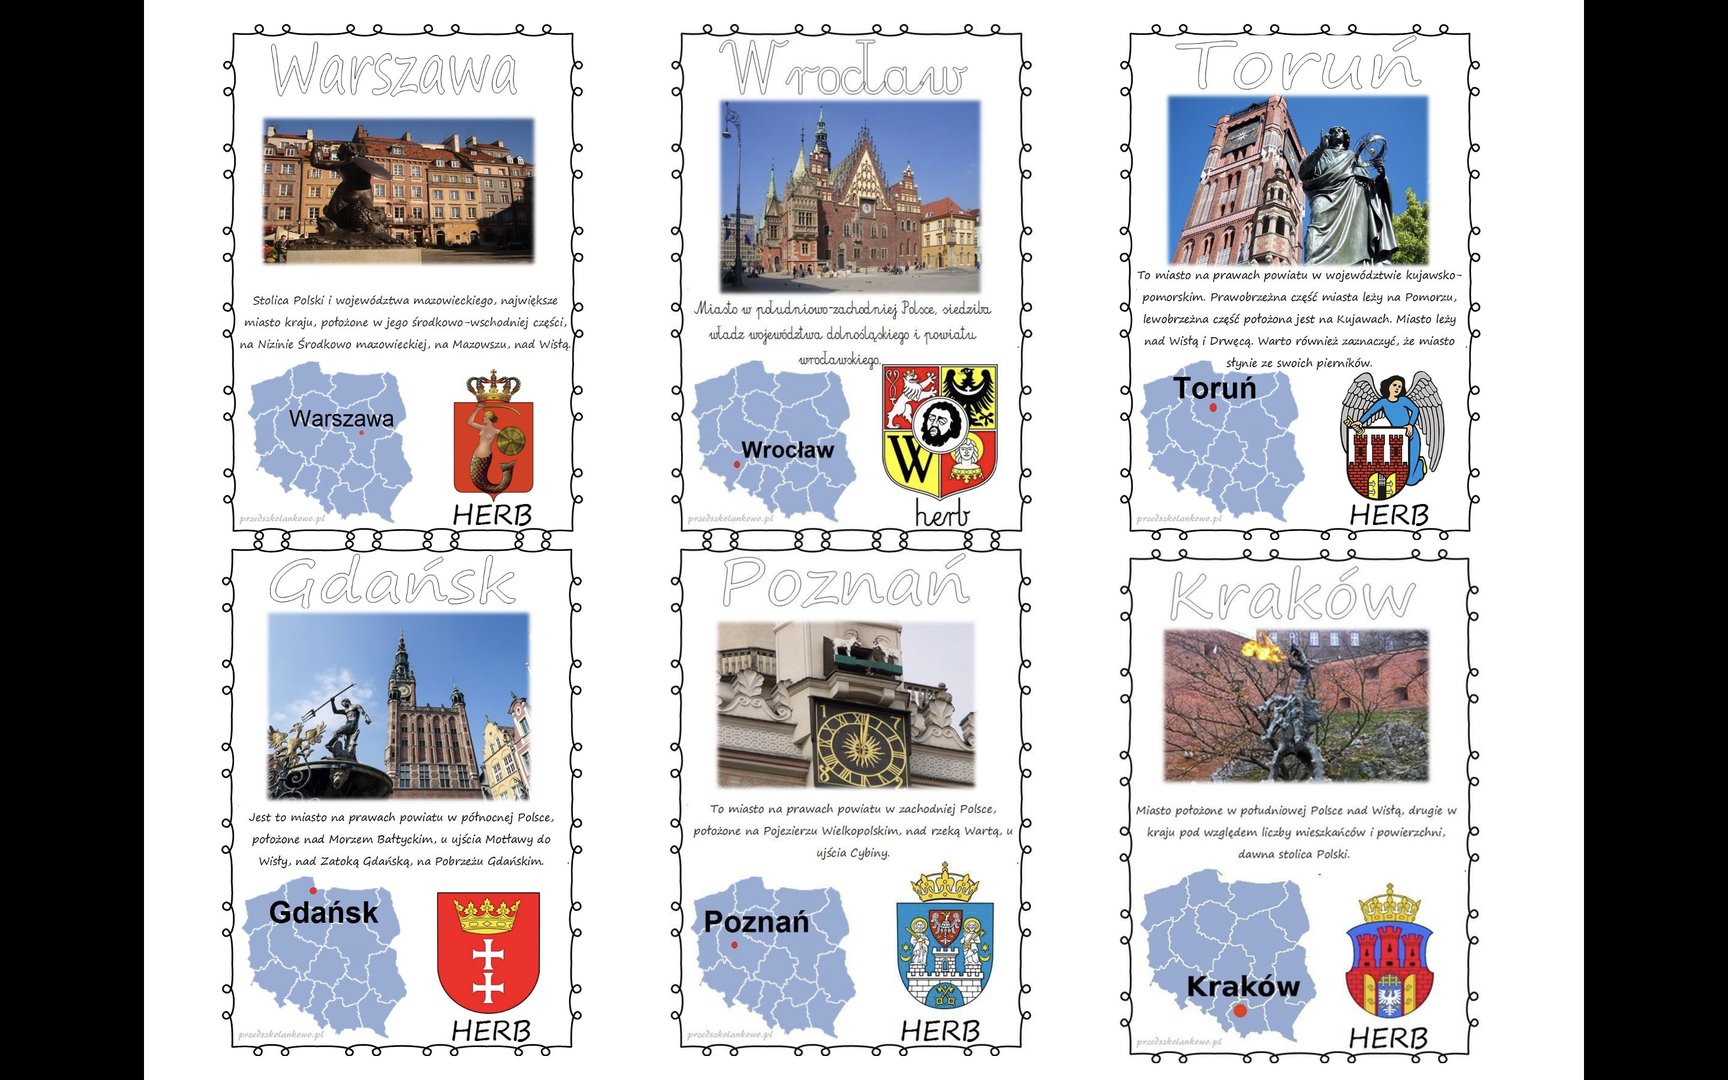 Warszawa
Stolica Polski i województwa mazowieckiego, największe
miasto kraju, położone w jego środkowo-wschodniej części,
na Nizinie Środkowo mazowieckiej, na Mazowszu, nad Wisłą.
Warszawa
HERB
przedszkolankowo.pl
Wrocław
Miasto w południowo-zachodniej Polsce, siedziba
władz województwa dolnośląskiego i powiatu
wrocławskiego.
Wrocław
W
herb
przedszkolankowo.pl
Toruń
To miasto na prawach powiatu w województwie kujawsko-
pomorskim. Prawobrzeżna część miasta leży na Pomorzu,
lewobrzeżna część położona jest na Kujawach. Miasto leży
nad Wisłą i Drwęcą. Warto również zaznaczyć, że miasto
słynie ze swoich pierników.
Toruń
HERB
przedszkolankowo.pl
Gdańsk
Jest to miasto na prawach powiatu w północnej Polsce,
położone nad Morzem Bałtyckim, u ujścia Motławy do
Wisły, nad Zatoką Gdańską, na Pobrzeżu Gdańskim.
Gdańsk
HERB
przedszkolankowo.pl
Poznań
To miasto na prawach powiatu w zachodniej Polsce,
położone na Pojezierzu Wielkopolskim, nad rzeką Wartą, u
ujścia Cybiny.
Poznań
HERB
przedszkolankowo.pl
Kraków
Miasto położone w południowej Polsce nad Wisłą, drugie w
kraju pod względem liczby mieszkańców i powierzchni,
dawna stolica Polski.
Kraków
HERB
przedszkolankowo.pl